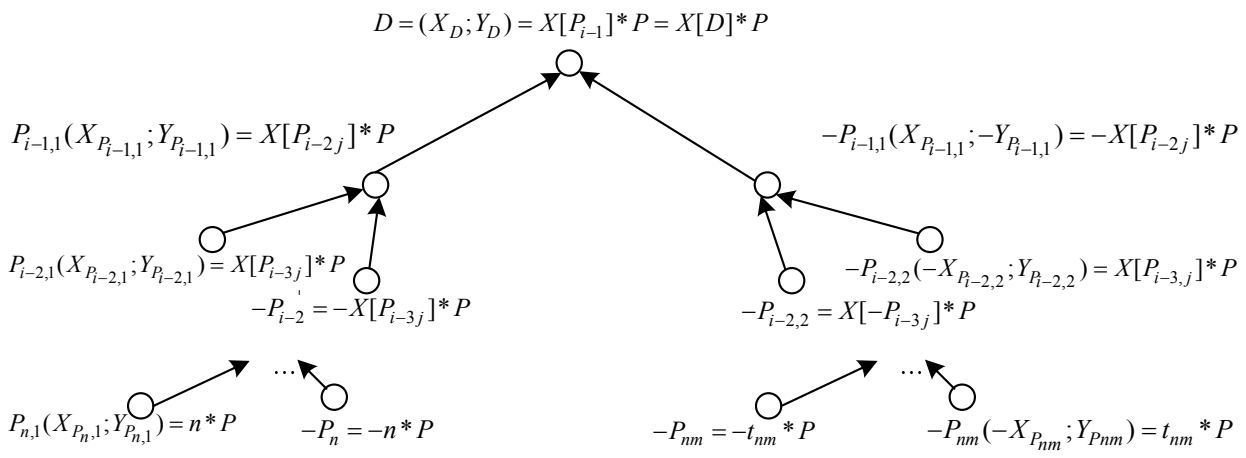 D = (X_D; Y_D) = X[P_{i-1}] * P = X[D] * P
P_{i-1,1}(X_{P_{i-1,1}}; Y_{P_{i-1,1}}) = X[P_{i-2j}] * P
-P_{i-1,1}(X_{P_{i-1,1}}; -Y_{P_{i-1,1}}) = -X[P_{i-2j}] * P
P_{i-2,1}(X_{P_{i-2,1}}; Y_{P_{i-2,1}}) = X[P_{i-3j}] * P
-P_{i-2,2}(-X_{P_{i-2,2}}; Y_{P_{i-2,2}}) = X[P_{i-3,j}] * P
-P_{i-2} = -X[P_{i-3j}] * P
-P_{i-2,2} = X[-P_{i-3j}] * P
...
...
P_{n,1}(X_{P_n,1}; Y_{P_{n,1}}) = n * P
-P_n = -n * P
-P_{nm} = -t_{nm} * P
-P_{nm}(-X_{P_{nm}}; Y_{Pnm}) = t_{nm} * P